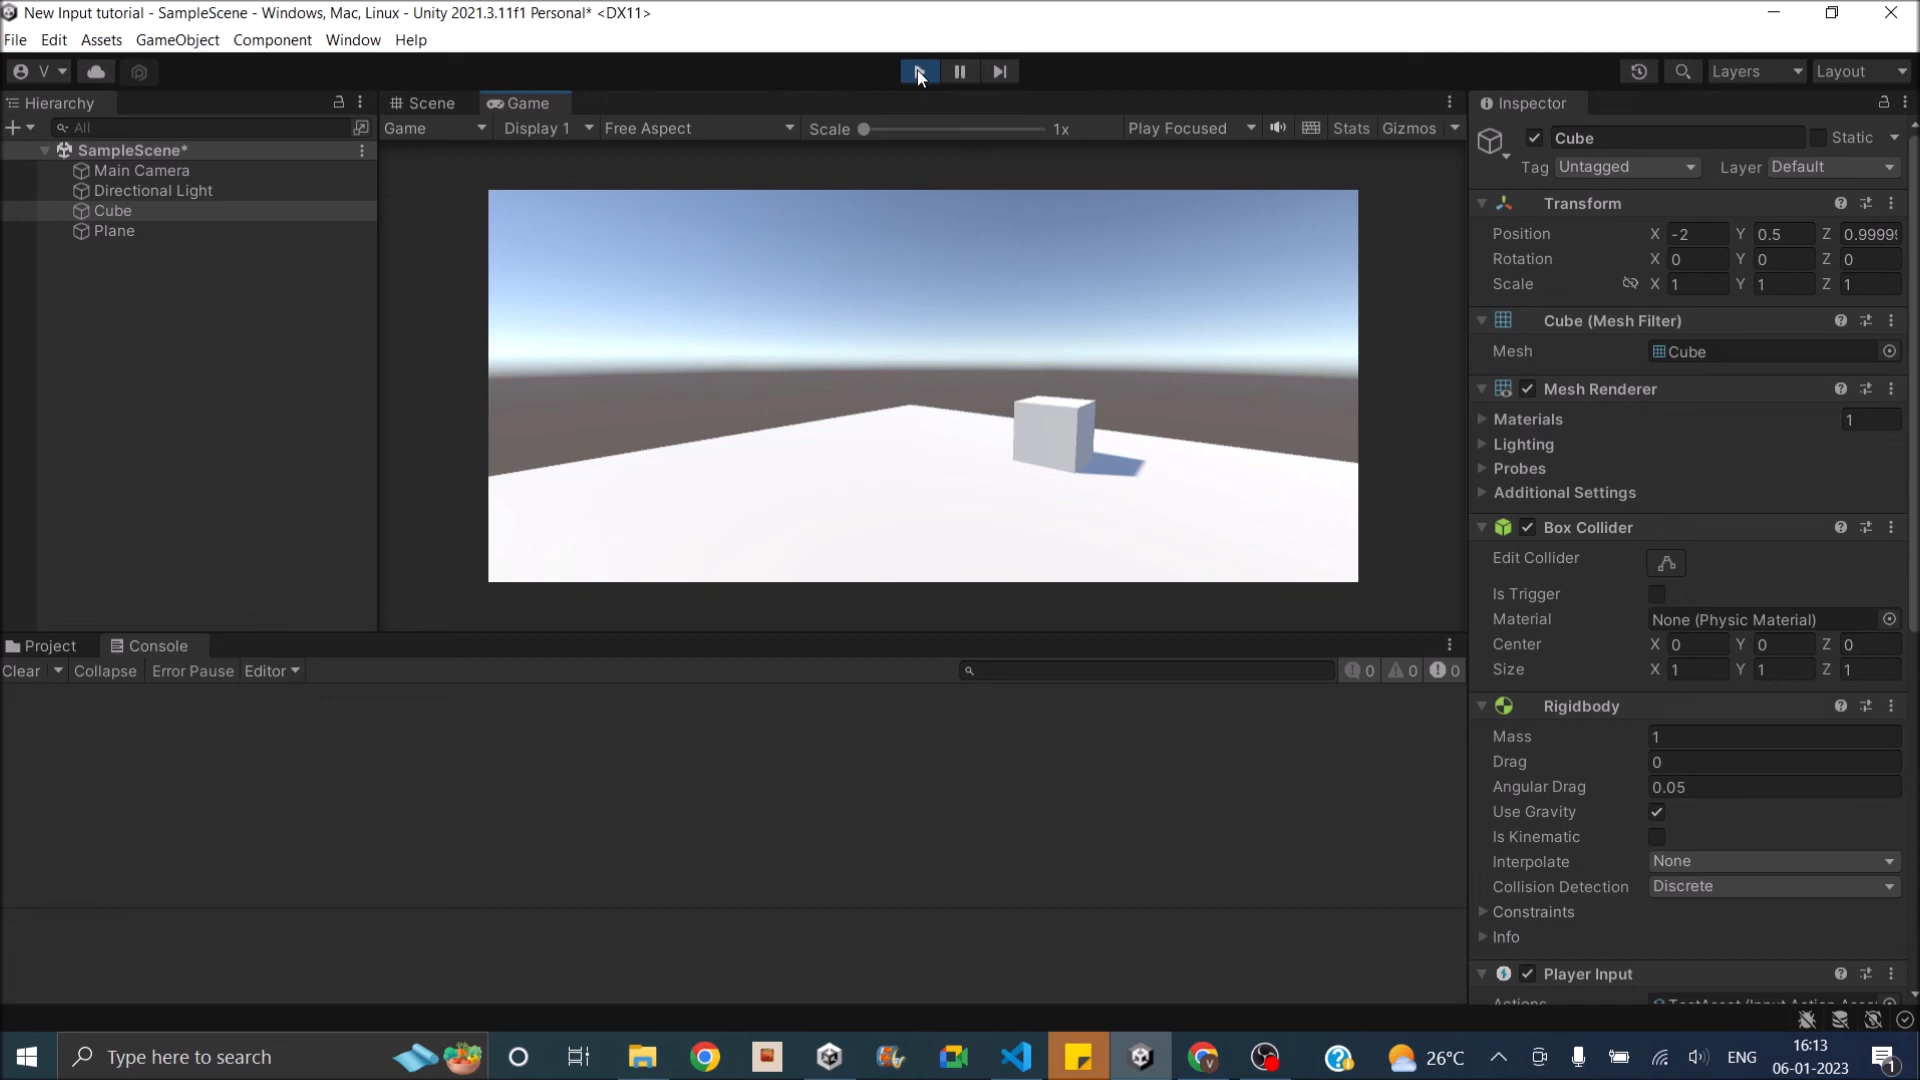 New Input tutorial - SampleScene - Windows, Mac, Linux - Unity 2021.3.11f1 Personal* <DX11>
File Edit Assets GameObject Component Window Help
V Layers Layout
Hierarchy Scene Game Inspector
All Game Display 1 Free Aspect Scale 1x Play Focused Stats Gizmos
Cube Static
SampleScene*
Main Camera
Directional Light
Cube
Plane
Tag Untagged Layer Default
Transform
Position X -2 Y 0.5 Z 0.9999
Rotation X 0 Y 0 Z 0
Scale X 1 Y 1 Z 1
Cube (Mesh Filter)
Mesh Cube
Mesh Renderer
Materials 1
Lighting
Probes
Additional Settings
Box Collider
Edit Collider
Is Trigger
Material None (Physic Material)
Center X 0 Y 0 Z 0
Size X 1 Y 1 Z 1
Rigidbody
Mass 1
Drag 0
Angular Drag 0.05
Use Gravity
Is Kinematic
Interpolate None
Collision Detection Discrete
Constraints
Info
Player Input
Project Console
Clear Collapse Error Pause Editor 0 0 0
Type here to search
26°C ENG 16:13
06-01-2023 1